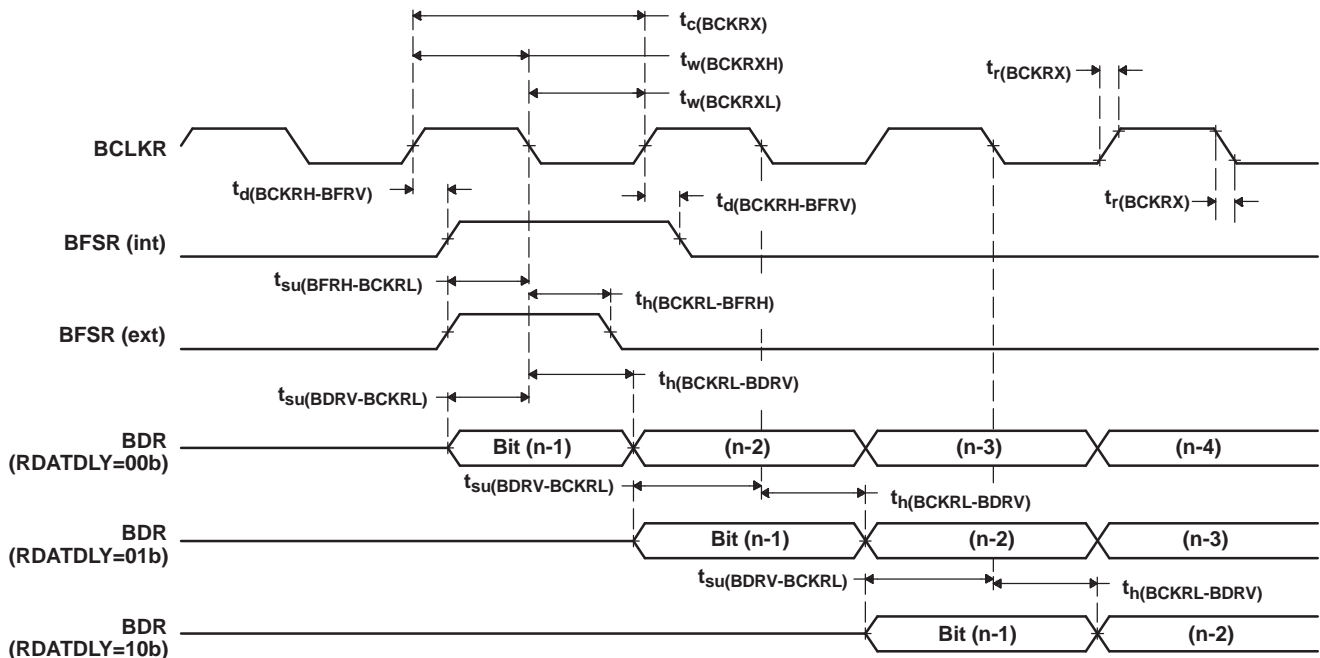 tc(BCKRX)
tw(BCKRXH)
tr(BCKRX)
tw(BCKRXL)
BCLKR
td(BCKRH-BFRV)
td(BCKRH-BFRV)
tr(BCKRX)
BFSR (int)
tsu(BFRH-BCKRL)
th(BCKRL-BFRH)
BFSR (ext)
th(BCKRL-BDRV)
tsu(BDRV-BCKRL)
BDR
(RDATDLY=00b)
Bit (n-1)
(n-2)
(n-3)
(n-4)
tsu(BDRV-BCKRL)
th(BCKRL-BDRV)
BDR
(RDATDLY=01b)
Bit (n-1)
(n-2)
(n-3)
tsu(BDRV-BCKRL)
th(BCKRL-BDRV)
BDR
(RDATDLY=10b)
Bit (n-1)
(n-2)